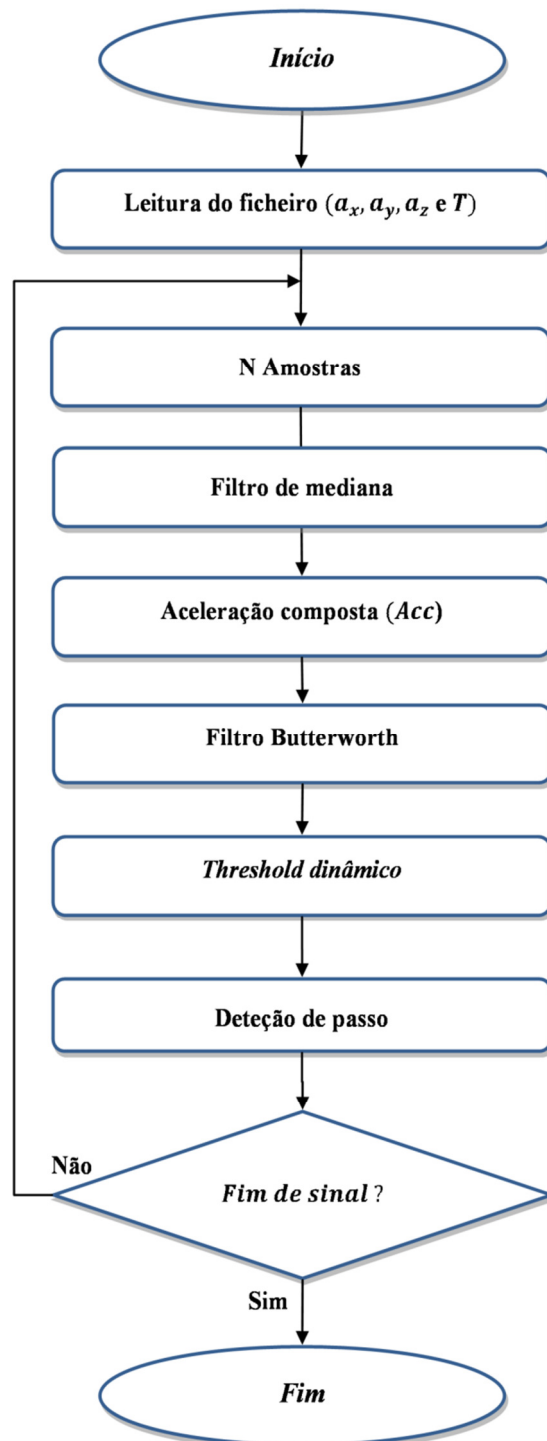 Início
Leitura do ficheiro (a_x, a_y, a_z e T)
N Amostras
Filtro de mediana
Aceleração composta (Acc)
Filtro Butterworth
Threshold dinâmico
Deteção de passo
Não
Fim de sinal ?
Sim
Fim